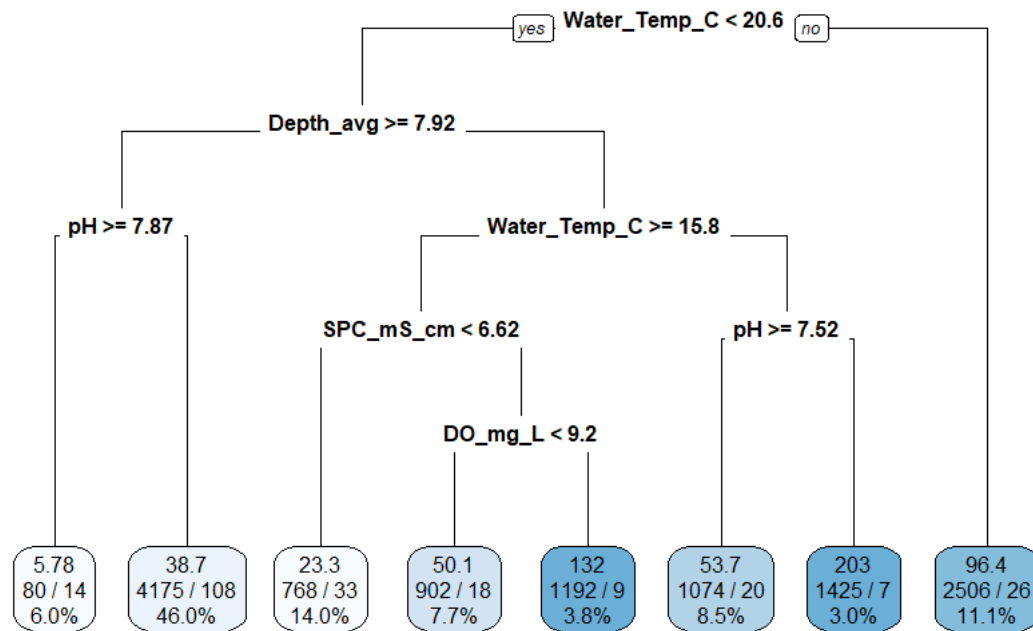 Water_Temp_C < 20.6
yes
no
Depth_avg >= 7.92
pH >= 7.87
Water_Temp_C >= 15.8
SPC_mS_cm < 6.62
pH >= 7.52
DO_mg_L < 9.2
5.78
80 / 14
6.0%
38.7
4175 / 108
46.0%
23.3
768 / 33
14.0%
50.1
902 / 18
7.7%
132
1192 / 9
3.8%
53.7
1074 / 20
8.5%
203
1425 / 7
3.0%
96.4
2506 / 26
11.1%